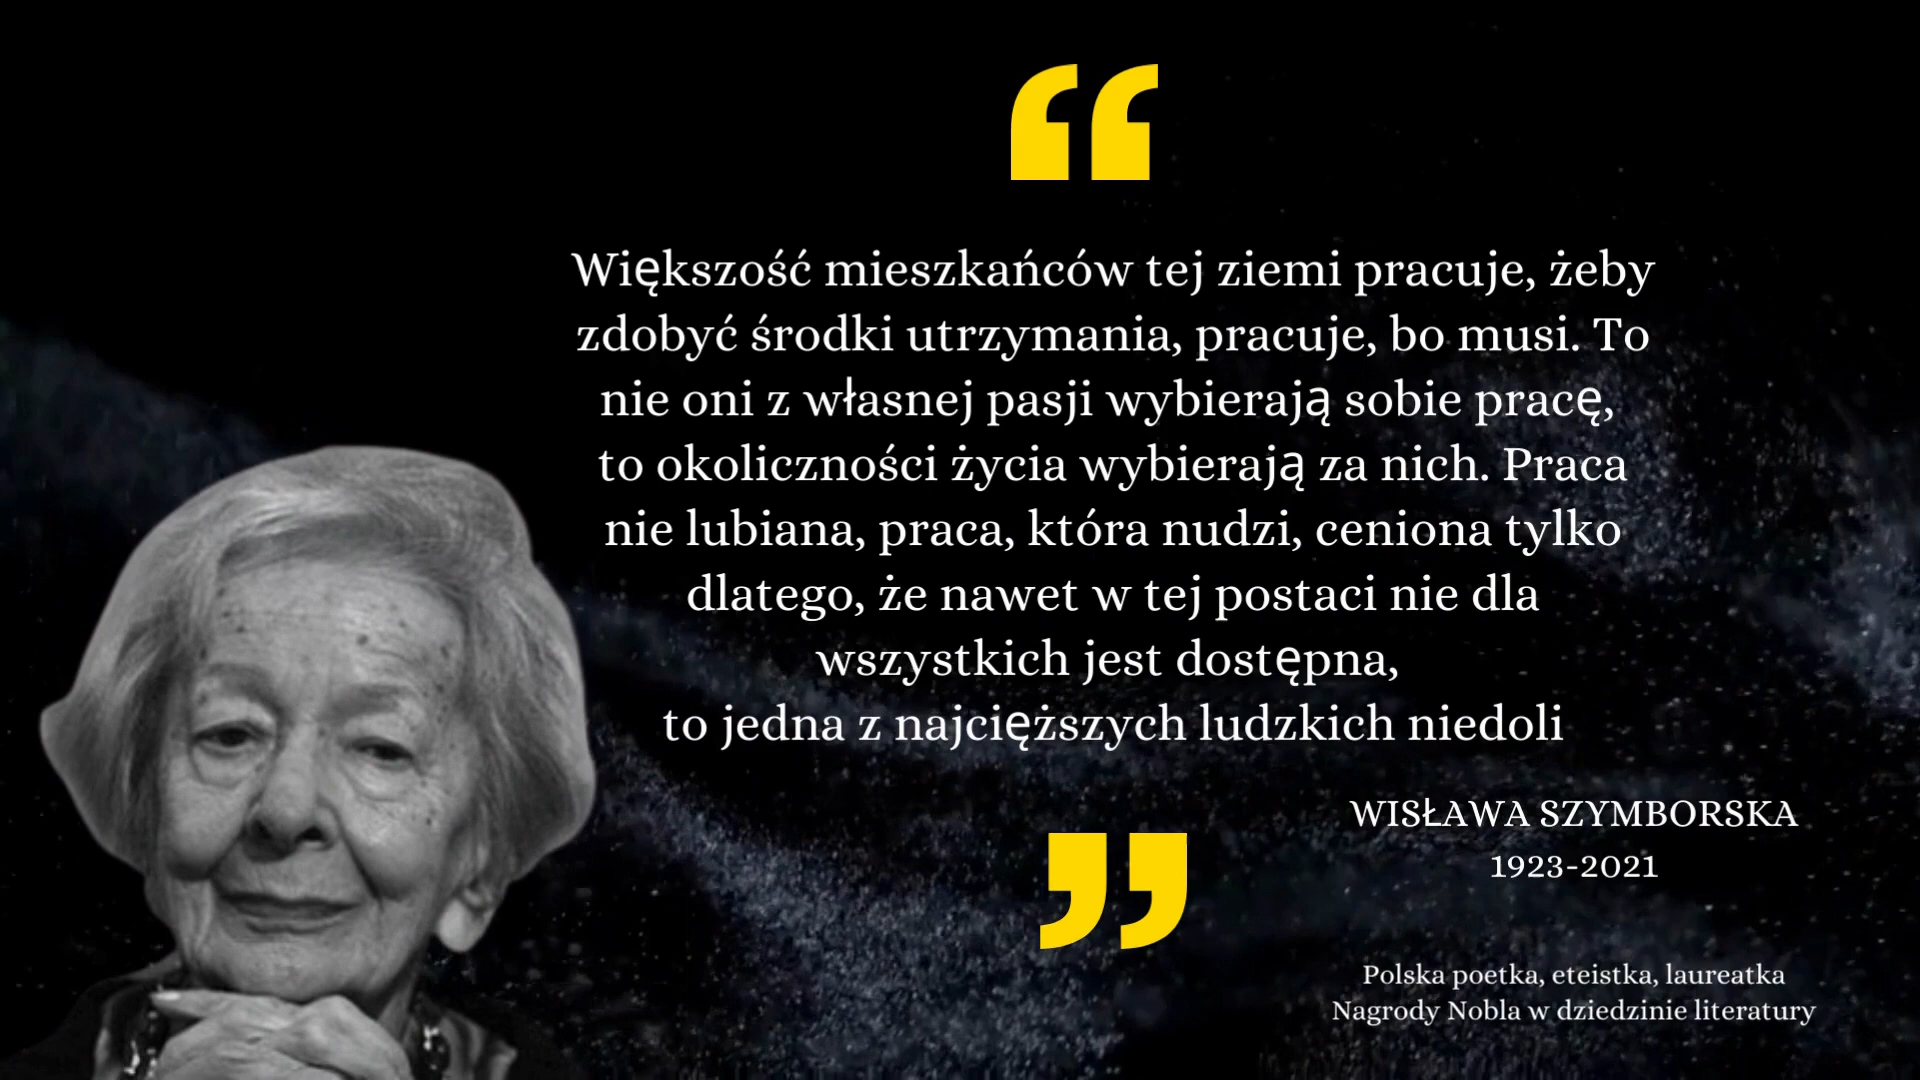 “
Większość mieszkańców tej ziemi pracuje, żeby
zdobyć środki utrzymania, pracuje, bo musi. To
nie oni z własnej pasji wybierają sobie pracę,
to okoliczności życia wybierają za nich. Praca
nie lubiana, praca, która nudzi, ceniona tylko
dlatego, że nawet w tej postaci nie dla
wszystkich jest dostępna,
to jedna z najcięższych ludzkich niedoli
”
WISŁAWA SZYMBORSKA
1923-2021
Polska poetka, eteistka, laureatka
Nagrody Nobla w dziedzinie literatury